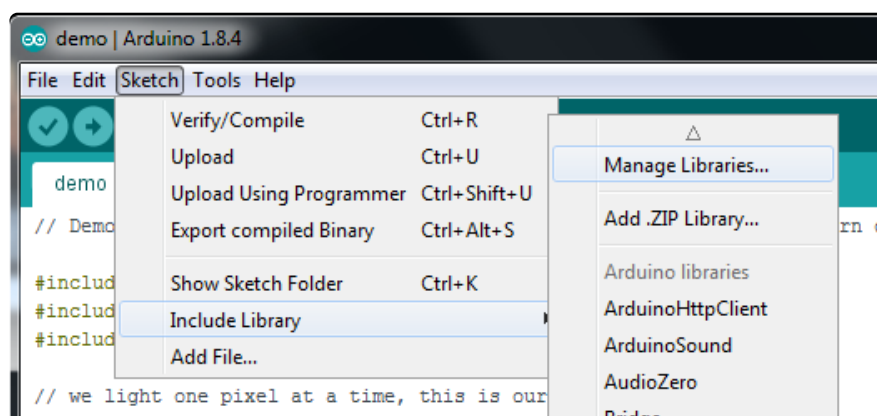 demo | Arduino 1.8.4
File Edit Sketch Tools Help
Verify/Compile Ctrl+R
Upload Ctrl+U
Upload Using Programmer Ctrl+Shift+U
Export compiled Binary Ctrl+Alt+S
Show Sketch Folder Ctrl+K
Include Library
Add File...
Manage Libraries...
Add .ZIP Library...
Arduino libraries
ArduinoHttpClient
ArduinoSound
AudioZero
demo
// Demo
#includ
#includ
#includ
// we light one pixel at a time, this is our